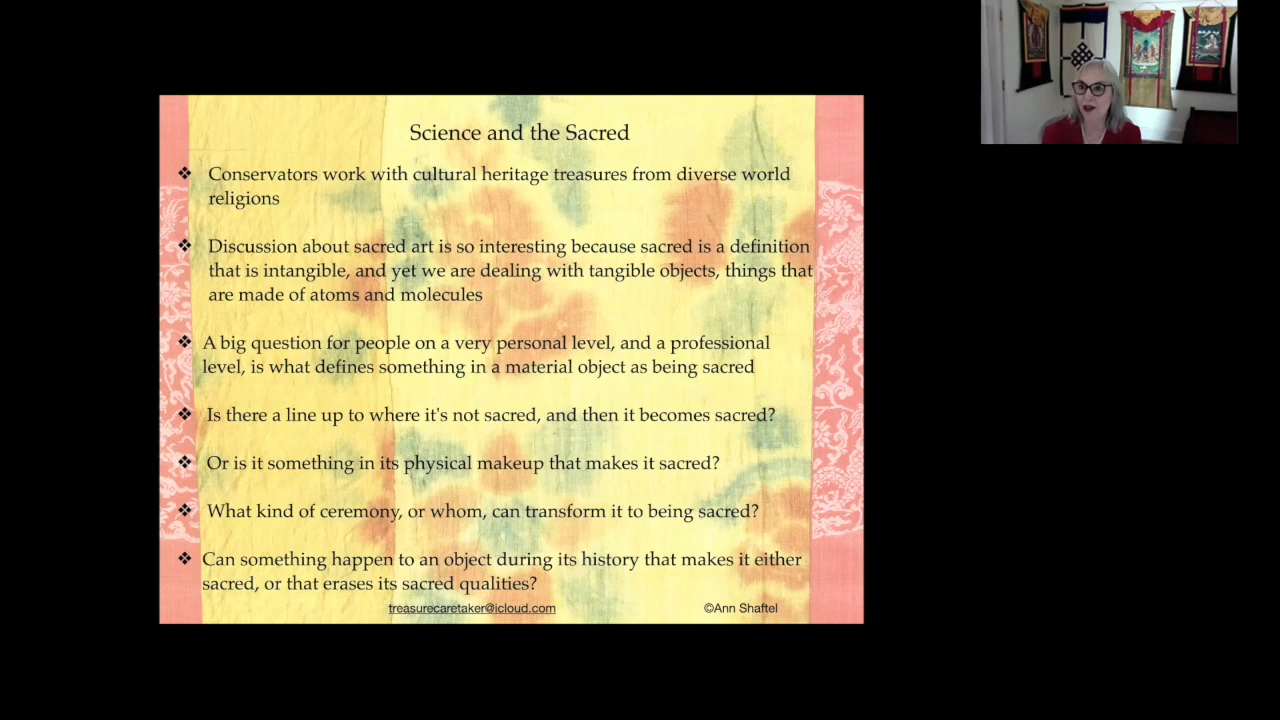 Science and the Sacred
❖ Conservators work with cultural heritage treasures from diverse world
religions
❖ Discussion about sacred art is so interesting because sacred is a definition
that is intangible, and yet we are dealing with tangible objects, things that
are made of atoms and molecules
❖ A big question for people on a very personal level, and a professional
level, is what defines something in a material object as being sacred
❖ Is there a line up to where it's not sacred, and then it becomes sacred?
❖ Or is it something in its physical makeup that makes it sacred?
❖ What kind of ceremony, or whom, can transform it to being sacred?
❖ Can something happen to an object during its history that makes it either
sacred, or that erases its sacred qualities?
treasurecaretaker@icloud.com
©Ann Shaftel